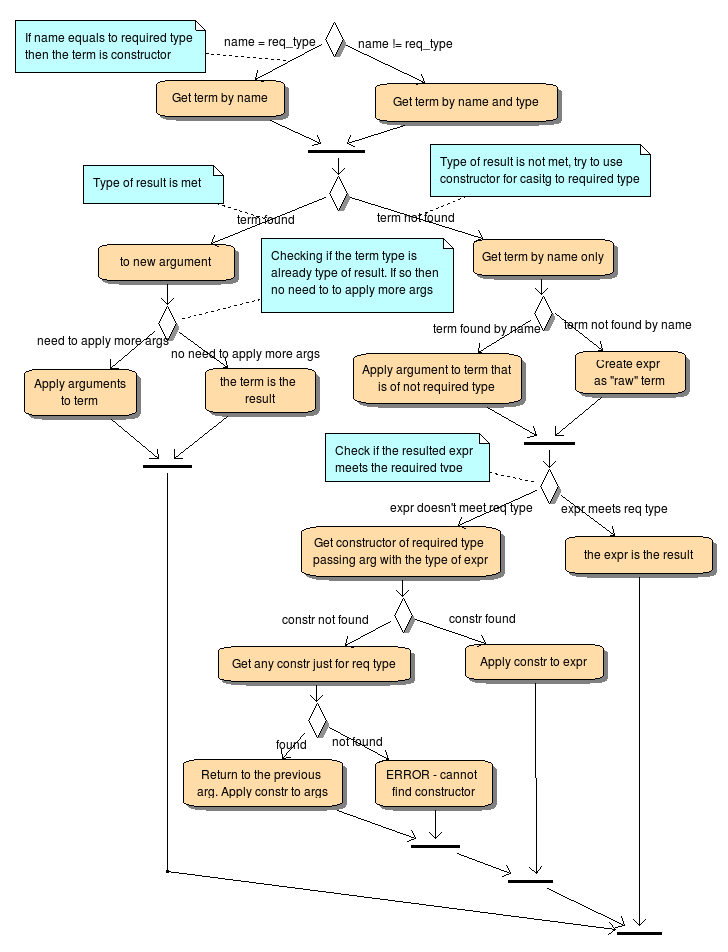 If name equals to required type
then the term is constructor
name = req_type
name != req_type
Get term by name
Get term by name and type
Type of result is met
Type of result is not met, try to use
constructor for casitg to required type
term found
term not found
to new argument
Checking if the term type is
already type of result. If so then
no need to to apply more args
Get term by name only
need to apply more args
no need to apply more args
term found by name
term not found by name
Apply arguments
to term
the term is the
result
Apply argument to term that
is of not required type
Create expr
as "raw" term
Check if the resulted expr
meets the required type
expr doesn't meet req type
expr meets req type
Get constructor of required type
passing arg with the type of expr
the expr is the result
constr not found
constr found
Get any constr just for req type
Apply constr to expr
found
not found
Return to the previous
arg. Apply constr to args
ERROR - cannot
find constructor